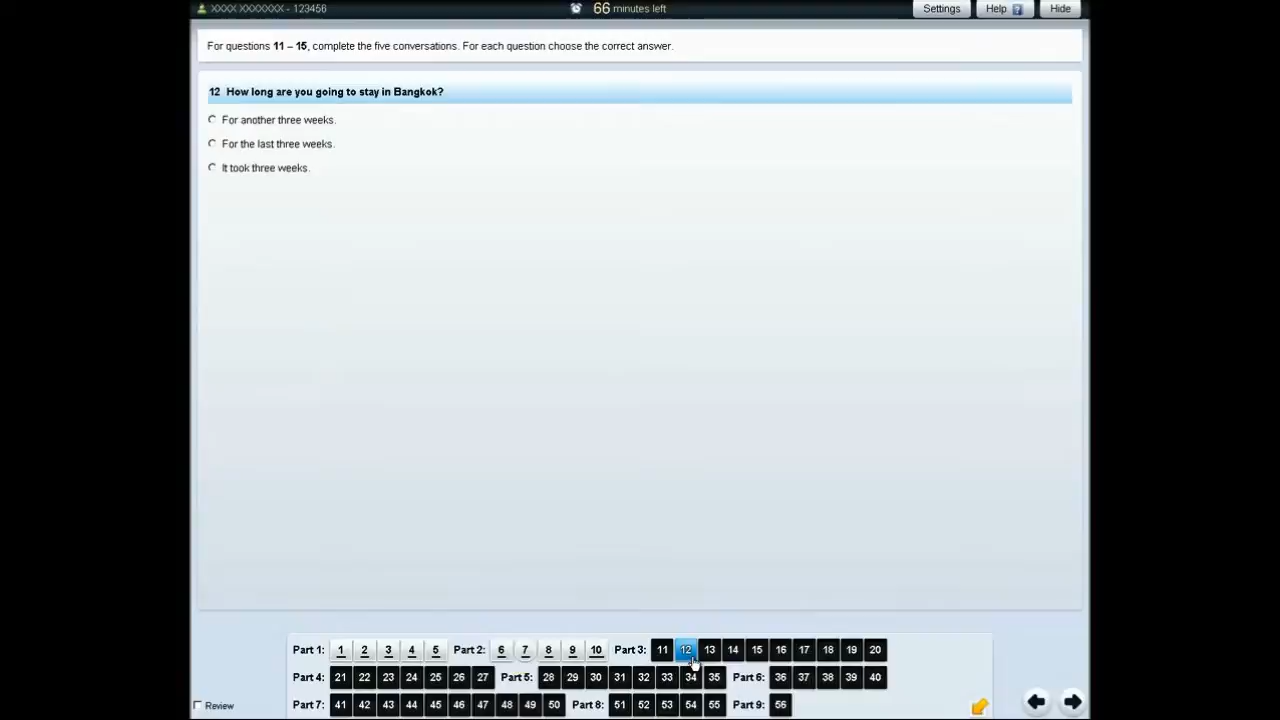 XXXX XXXXXXX - 123456
66 minutes left
Settings
Help ?
Hide
For questions 11 – 15, complete the five conversations. For each question choose the correct answer.
12 How long are you going to stay in Bangkok?
For another three weeks.
For the last three weeks.
It took three weeks.
Part 1: 1 2 3 4 5 Part 2: 6 7 8 9 10 Part 3: 11 12 13 14 15 16 17 18 19 20
Part 4: 21 22 23 24 25 26 27 Part 5: 28 29 30 31 32 33 34 35 Part 6: 36 37 38 39 40
Part 7: 41 42 43 44 45 46 47 48 49 50 Part 8: 51 52 53 54 55 Part 9: 56
Review